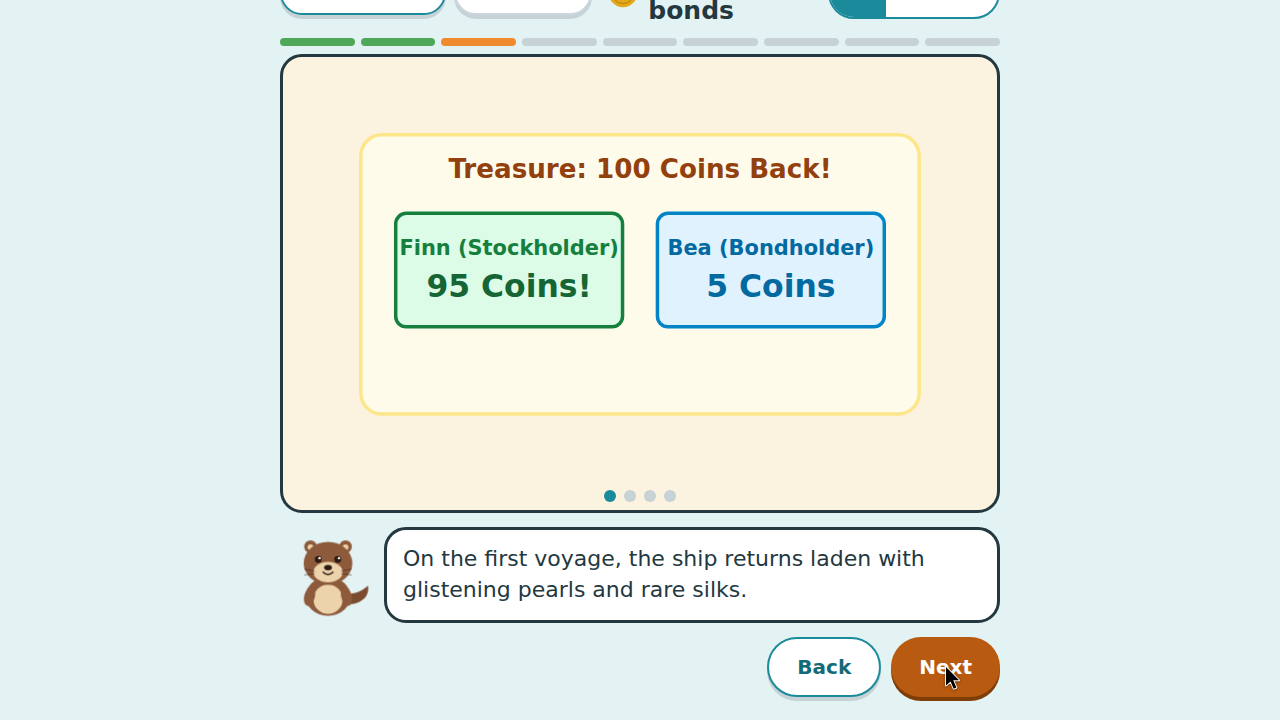 bonds
Treasure: 100 Coins Back!
Finn (Stockholder)
95 Coins!
Bea (Bondholder)
5 Coins
On the first voyage, the ship returns laden with
glistening pearls and rare silks.
Back
Next